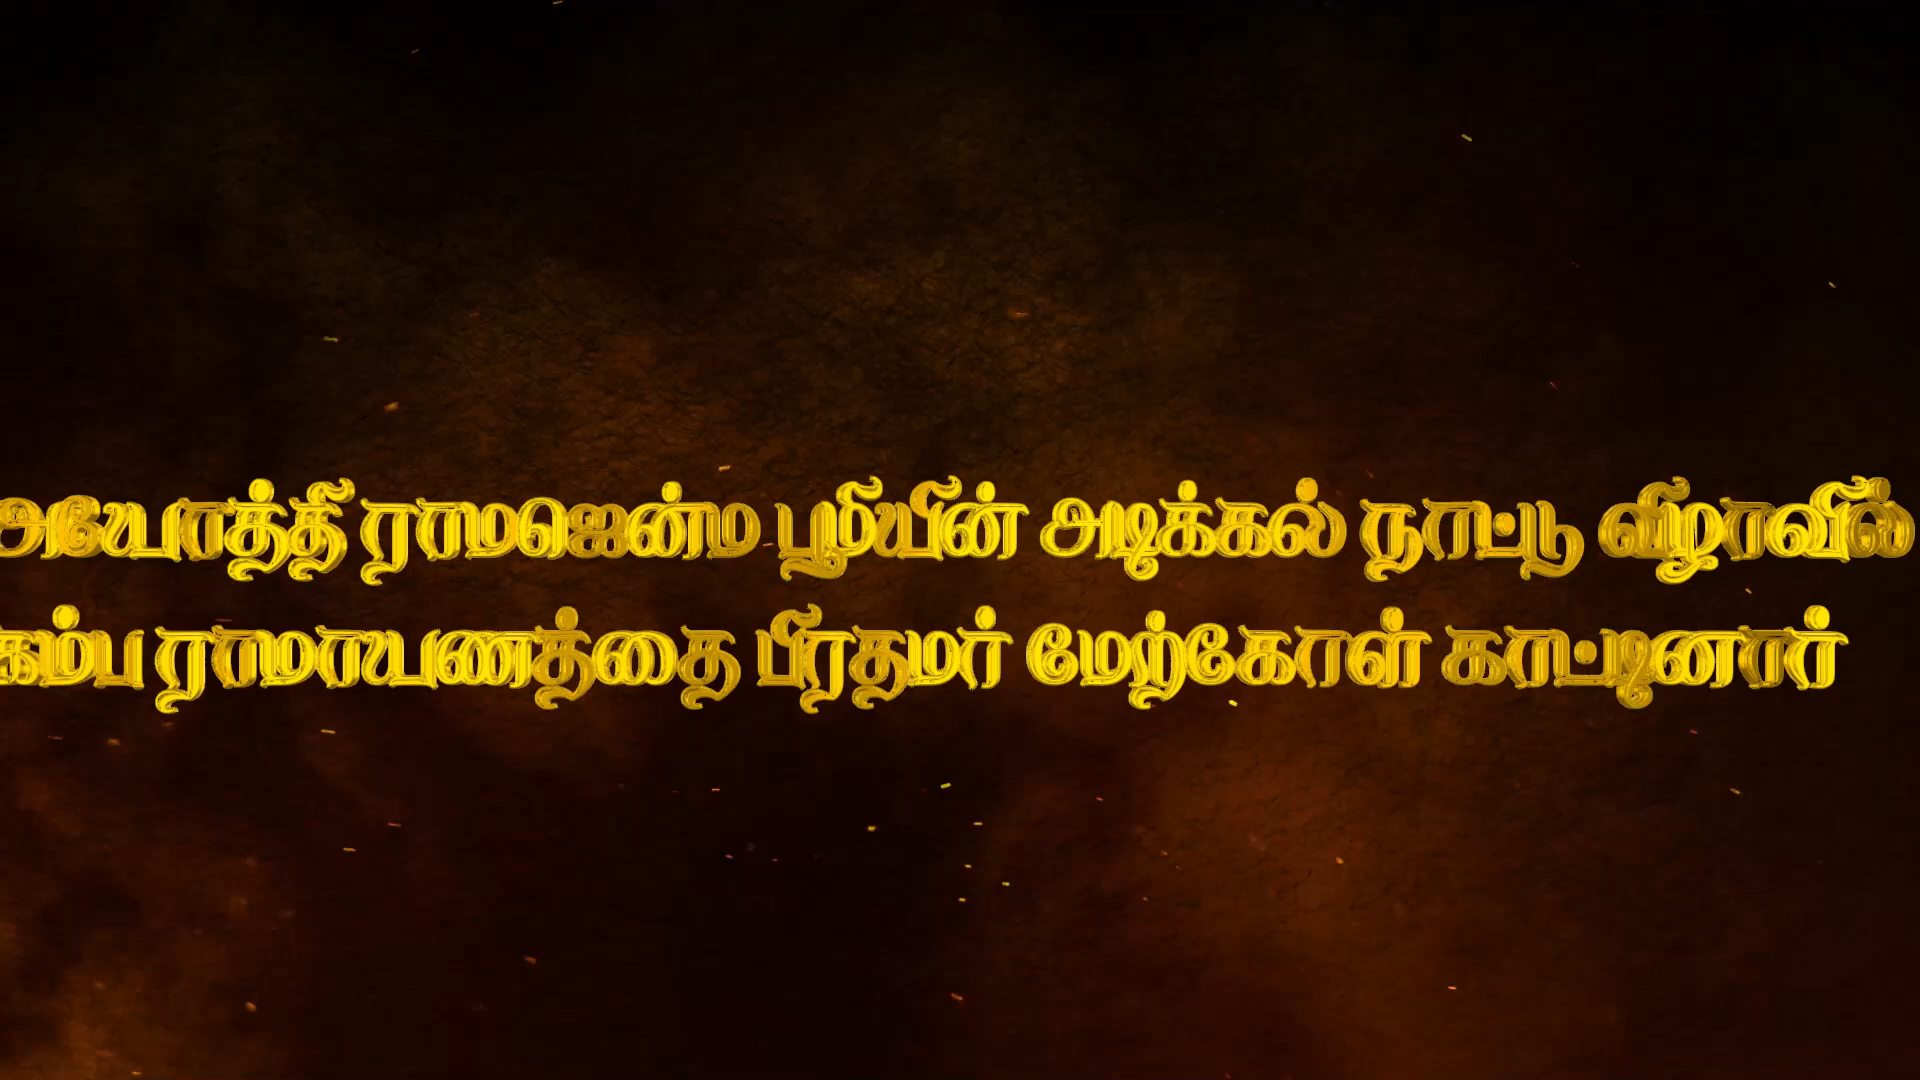 அயோத்தி ராமஜென்ம பூமியின் அடிக்கல் நாட்டு விழாவில்
கம்ப ராமாயணத்தை பிரதமர் மேற்கோள் காட்டினார்